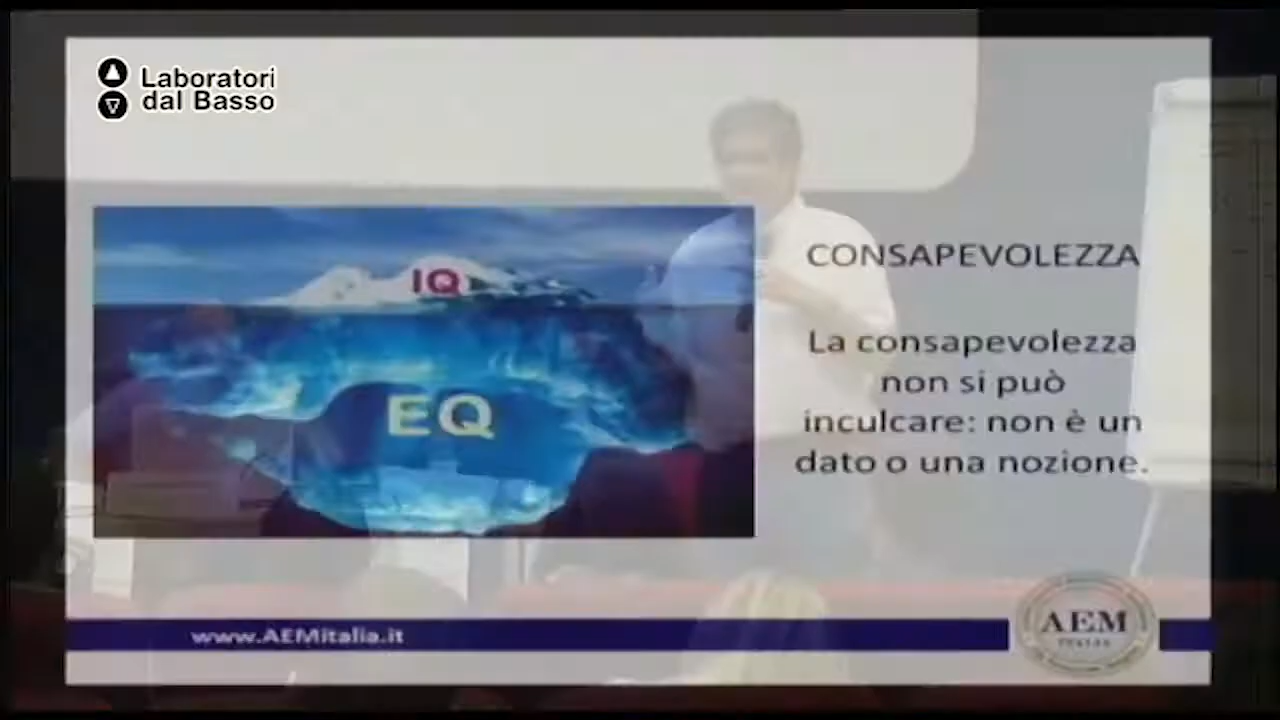 Laboratori
dal Basso
IQ
EQ
CONSAPEVOLEZZA
La consapevolezza
non si può
inculcare: non è un
dato o una nozione.
www.AEMitalia.it
AEM
ITALIA